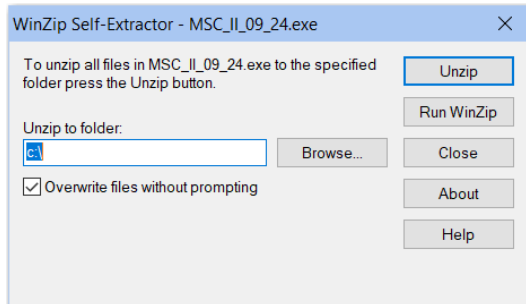 WinZip Self-Extractor - MSC_II_09_24.exe
To unzip all files in MSC_II_09_24.exe to the specified
folder press the Unzip button.
Unzip to folder:
c:\
Browse...
Overwrite files without prompting
Unzip
Run WinZip
Close
About
Help